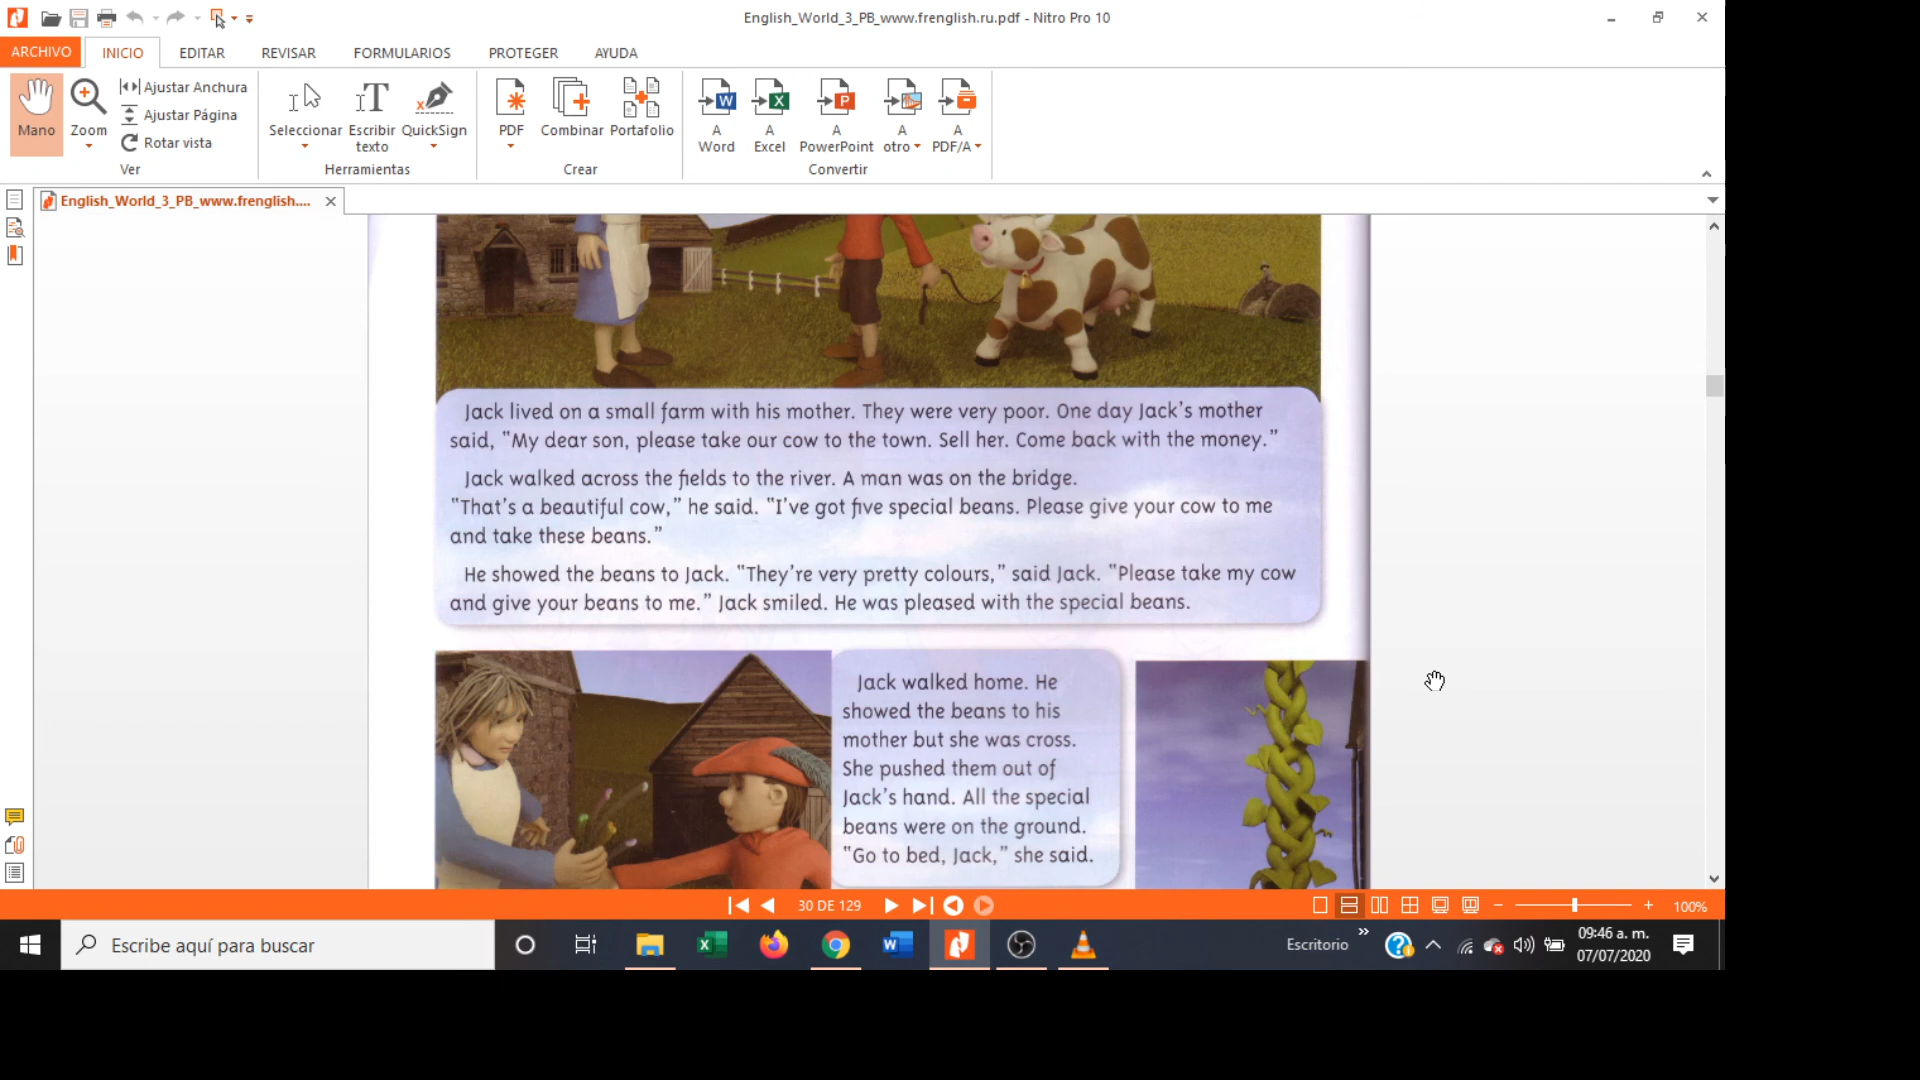 English_World_3_PB_www.frenglish.ru.pdf - Nitro Pro 10
ARCHIVO INICIO EDITAR REVISAR FORMULARIOS PROTEGER AYUDA
Mano
Zoom
Ajustar Anchura
Ajustar Página
Rotar vista
Ver
Seleccionar
Escribir
texto
QuickSign
Herramientas
PDF
Combinar
Portafolio
Crear
A
Word
A
Excel
A
PowerPoint
A
otro
A
PDF/A
Convertir
English_World_3_PB_www.frenglish....
Jack lived on a small farm with his mother. They were very poor. One day Jack's mother
said, "My dear son, please take our cow to the town. Sell her. Come back with the money."
Jack walked across the fields to the river. A man was on the bridge.
"That's a beautiful cow," he said. "I've got five special beans. Please give your cow to me
and take these beans."
He showed the beans to Jack. "They're very pretty colours," said Jack. "Please take my cow
and give your beans to me." Jack smiled. He was pleased with the special beans.
Jack walked home. He
showed the beans to his
mother but she was cross.
She pushed them out of
Jack's hand. All the special
beans were on the ground.
"Go to bed, Jack," she said.
30 DE 129
100%
Escribe aquí para buscar
Escritorio
09:46 a. m.
07/07/2020